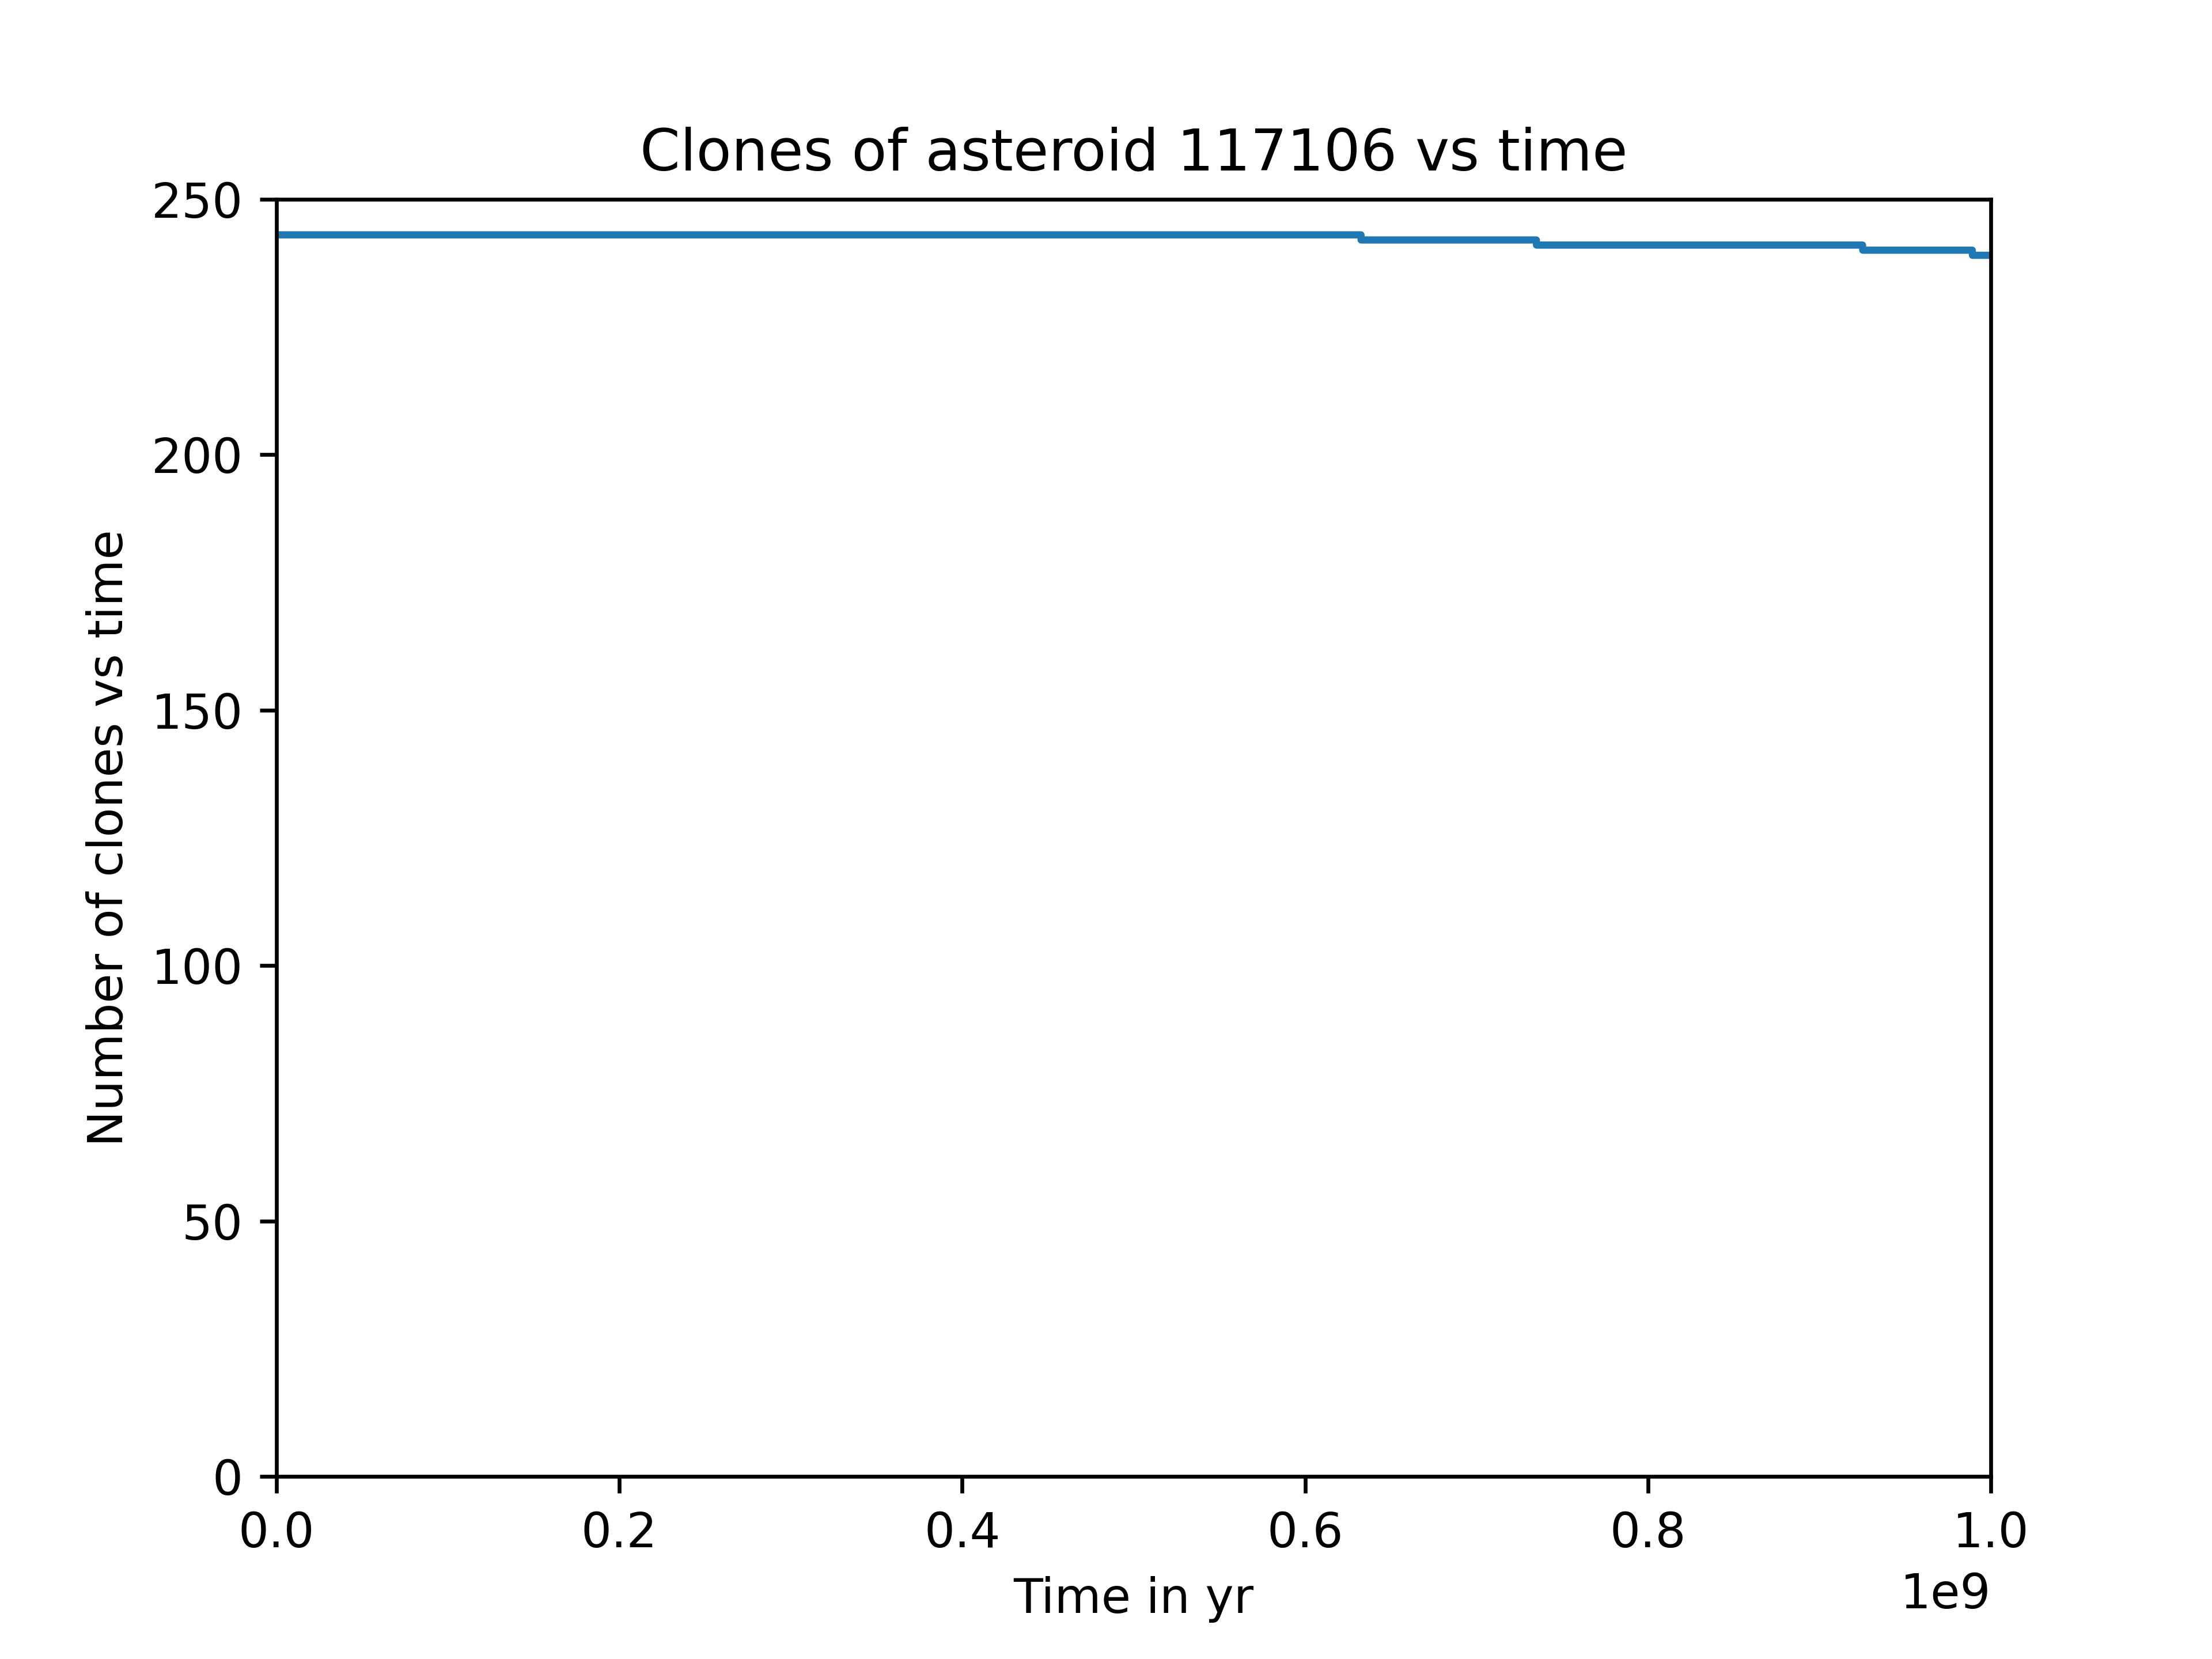 Clones of asteroid 117106 vs time
250
200
150
100
50
0
Number of clones vs time
0.0 0.2 0.4 0.6 0.8 1.0
Time in yr
1e9